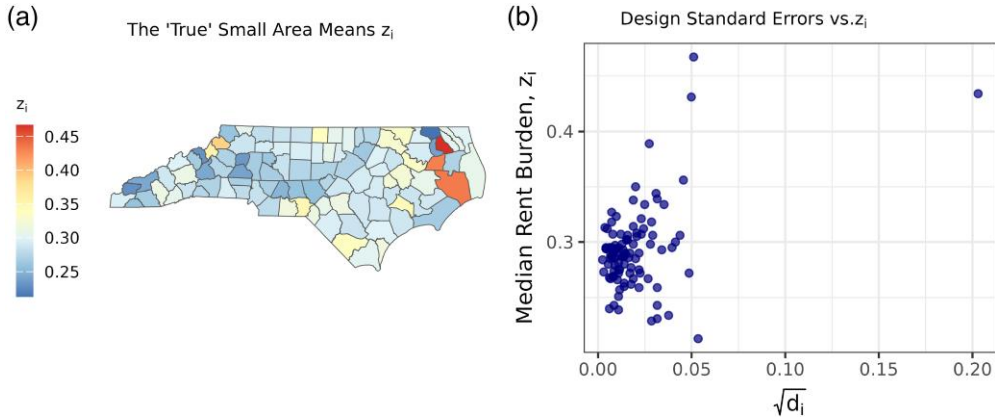 (a)
The 'True' Small Area Means zᵢ
zᵢ
0.45
0.40
0.35
0.30
0.25
(b)
Design Standard Errors vs.zᵢ
Median Rent Burden, zᵢ
0.4
0.3
0.00
0.05
0.10
0.15
0.20
√dᵢ